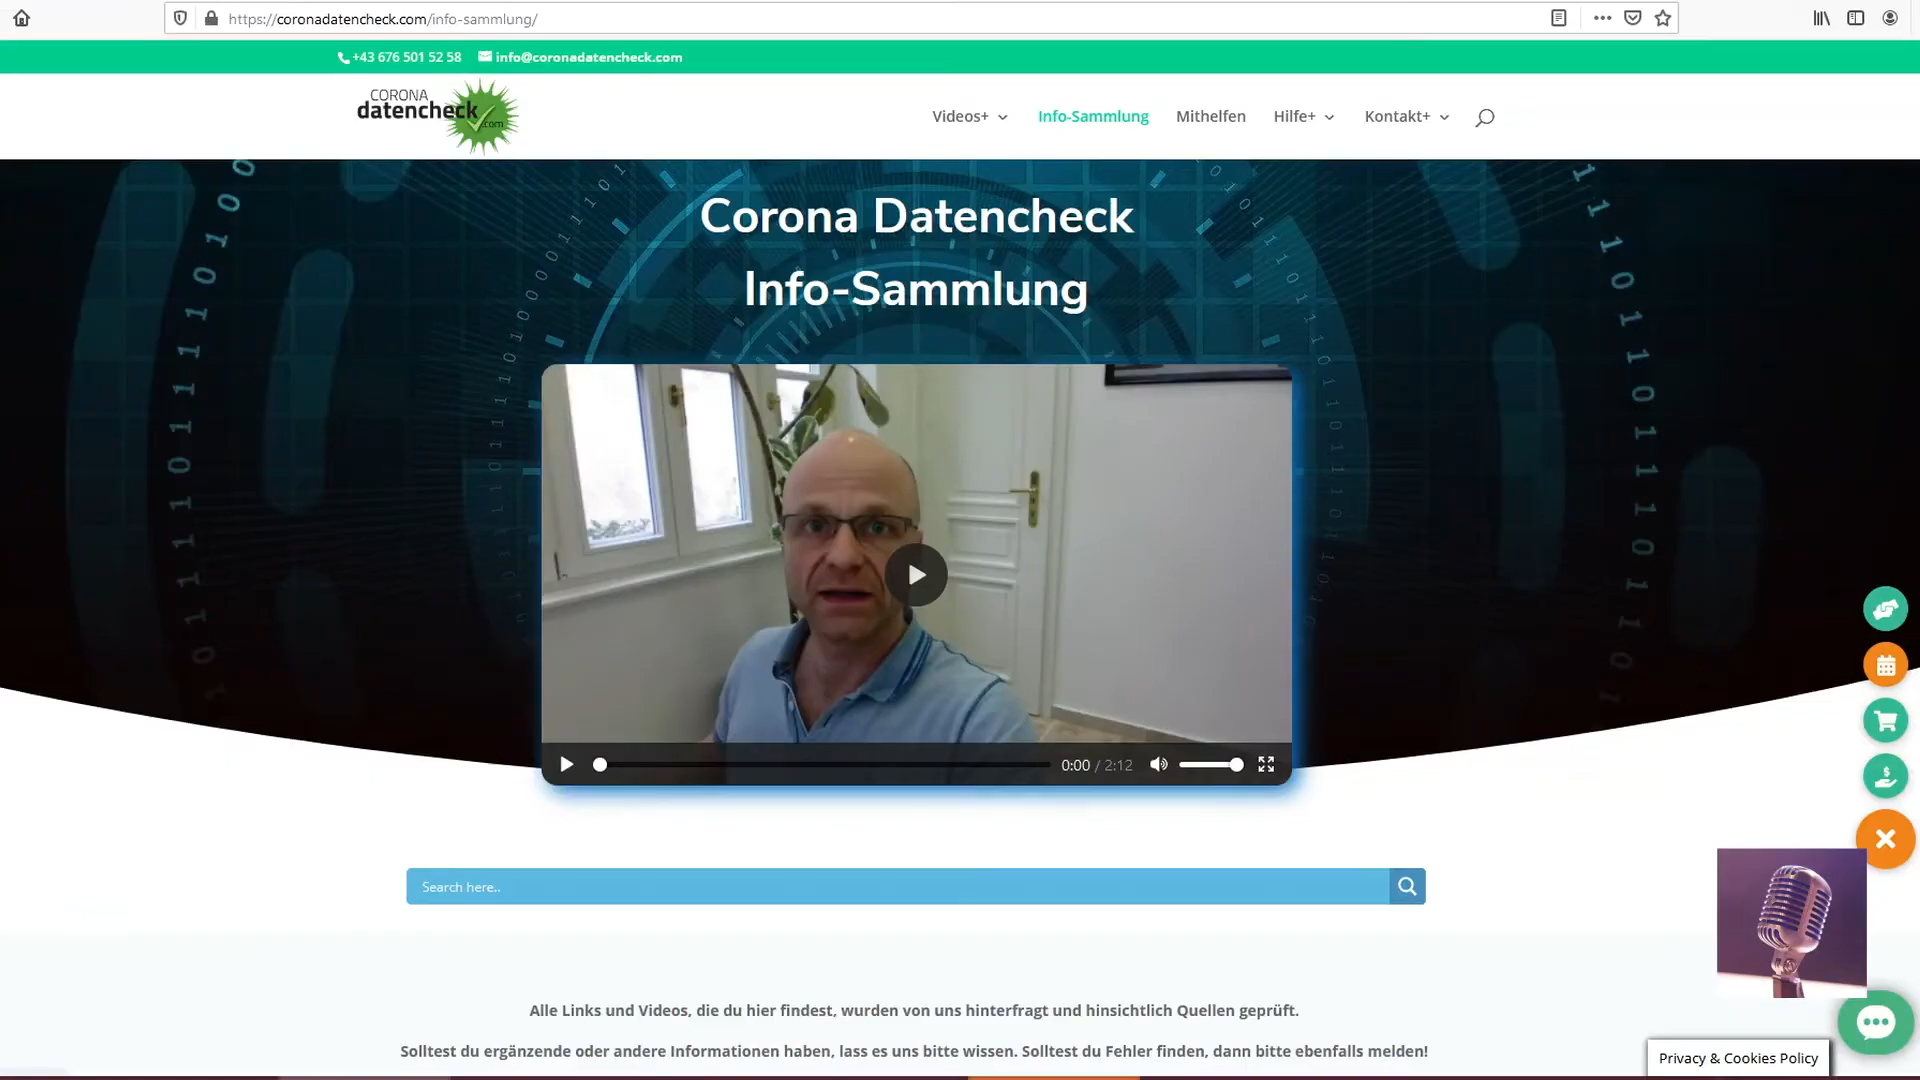 https://coronadatencheck.com/info-sammlung/
+43 676 501 52 58 info@coronadatencheck.com
CORONA
datencheck
.com
Videos+ Info-Sammlung Mithelfen Hilfe+ Kontakt+
Corona Datencheck
Info-Sammlung
0:00 / 2:12
Search here..
Alle Links und Videos, die du hier findest, wurden von uns hinterfragt und hinsichtlich Quellen geprüft.
Solltest du ergänzende oder andere Informationen haben, lass es uns bitte wissen. Solltest du Fehler finden, dann bitte ebenfalls melden!
Privacy & Cookies Policy